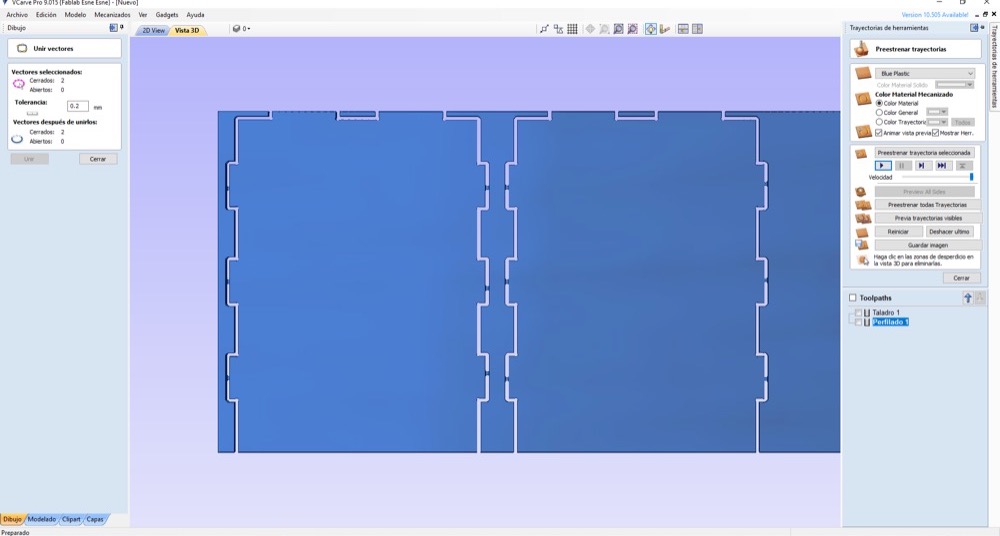 VCarve Pro 9.015 {Fablab Esne Esne} - [Nuevo]
Archivo Edición Modelo Mecanizados Ver Gadgets Ayuda
Version 10.505 Available!
Dibujo
Unir vectores
Vectores seleccionados:
Cerrados: 2
Abiertos: 0
Tolerancia:
0.2 mm
Vectores después de unirlos:
Cerrados: 2
Abiertos: 0
Unir Cerrar
Dibujo Modelado Clipart Capas
Preparado
2D View Vista 3D
0
Trayectorias de herramientas
Preestrenar trayectorias
Blue Plastic
Color Material Solido
Color Material Mecanizado
Color Material
Color General
Color Trayectoria Todos
Animar vista previa Mostrar Herr.
Preestrenar trayectoria seleccionada
Velocidad
Preview All Sides
Preestrenar todas Trayectorias
Previa trayectorias visibles
Reiniciar Deshacer ultimo
Guardar imagen
Haga clic en las zonas de desperdicio en
la vista 3D para eliminarlas.
Cerrar
Toolpaths
Taladro 1
Perfilado 1
Trayectorias de herramientas